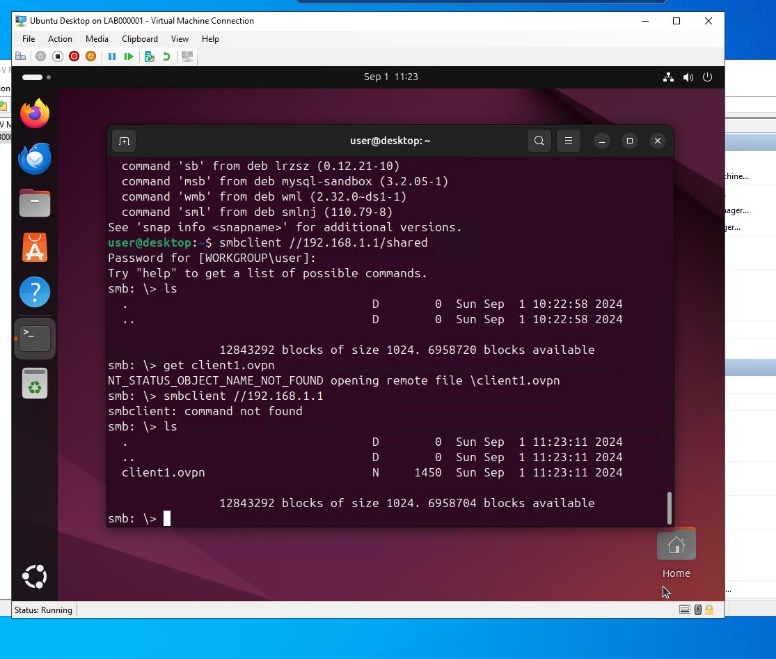 Ubuntu Desktop on LAB000001 - Virtual Machine Connection
File Action Media Clipboard View Help
Sep 1 11:23
user@desktop: ~
command 'sb' from deb lrzsz (0.12.21-10)
command 'msb' from deb mysql-sandbox (3.2.05-1)
command 'wmb' from deb wml (2.32.0~ds1-1)
command 'sml' from deb smlnj (110.79-8)
See 'snap info <snapname>' for additional versions.
user@desktop:~$ smbclient //192.168.1.1/shared
Password for [WORKGROUP\user]:
Try "help" to get a list of possible commands.
smb: \> ls
. D 0 Sun Sep 1 10:22:58 2024
.. D 0 Sun Sep 1 10:22:58 2024
12843292 blocks of size 1024. 6958720 blocks available
smb: \> get client1.ovpn
NT_STATUS_OBJECT_NAME_NOT_FOUND opening remote file \client1.ovpn
smb: \> smbclient //192.168.1.1
smbclient: command not found
smb: \> ls
. D 0 Sun Sep 1 11:23:11 2024
.. D 0 Sun Sep 1 11:23:11 2024
client1.ovpn N 1450 Sun Sep 1 11:23:11 2024
12843292 blocks of size 1024. 6958704 blocks available
smb: \>
Home
Status: Running
chine...
ager...
er...